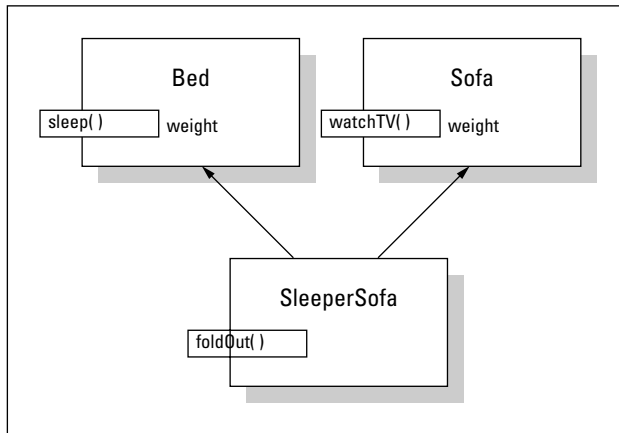 Bed
sleep( )
weight
Sofa
watchTV( )
weight
SleeperSofa
foldOut( )